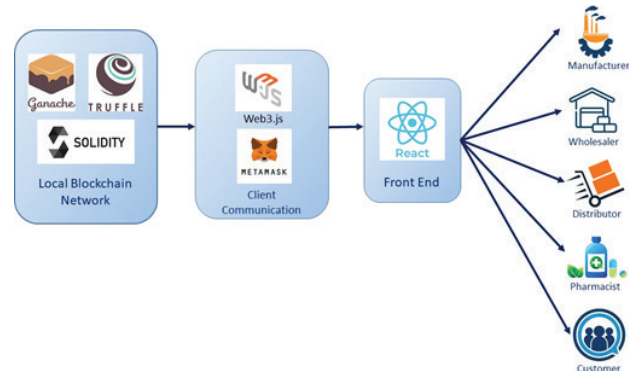 Ganache
TRUFFLE
SOLIDITY
Local Blockchain
Network
W3JS
Web3.js
METAMASK
Client
Communication
React
Front End
Manufacturer
Wholesaler
Distributor
Pharmacist
Customer